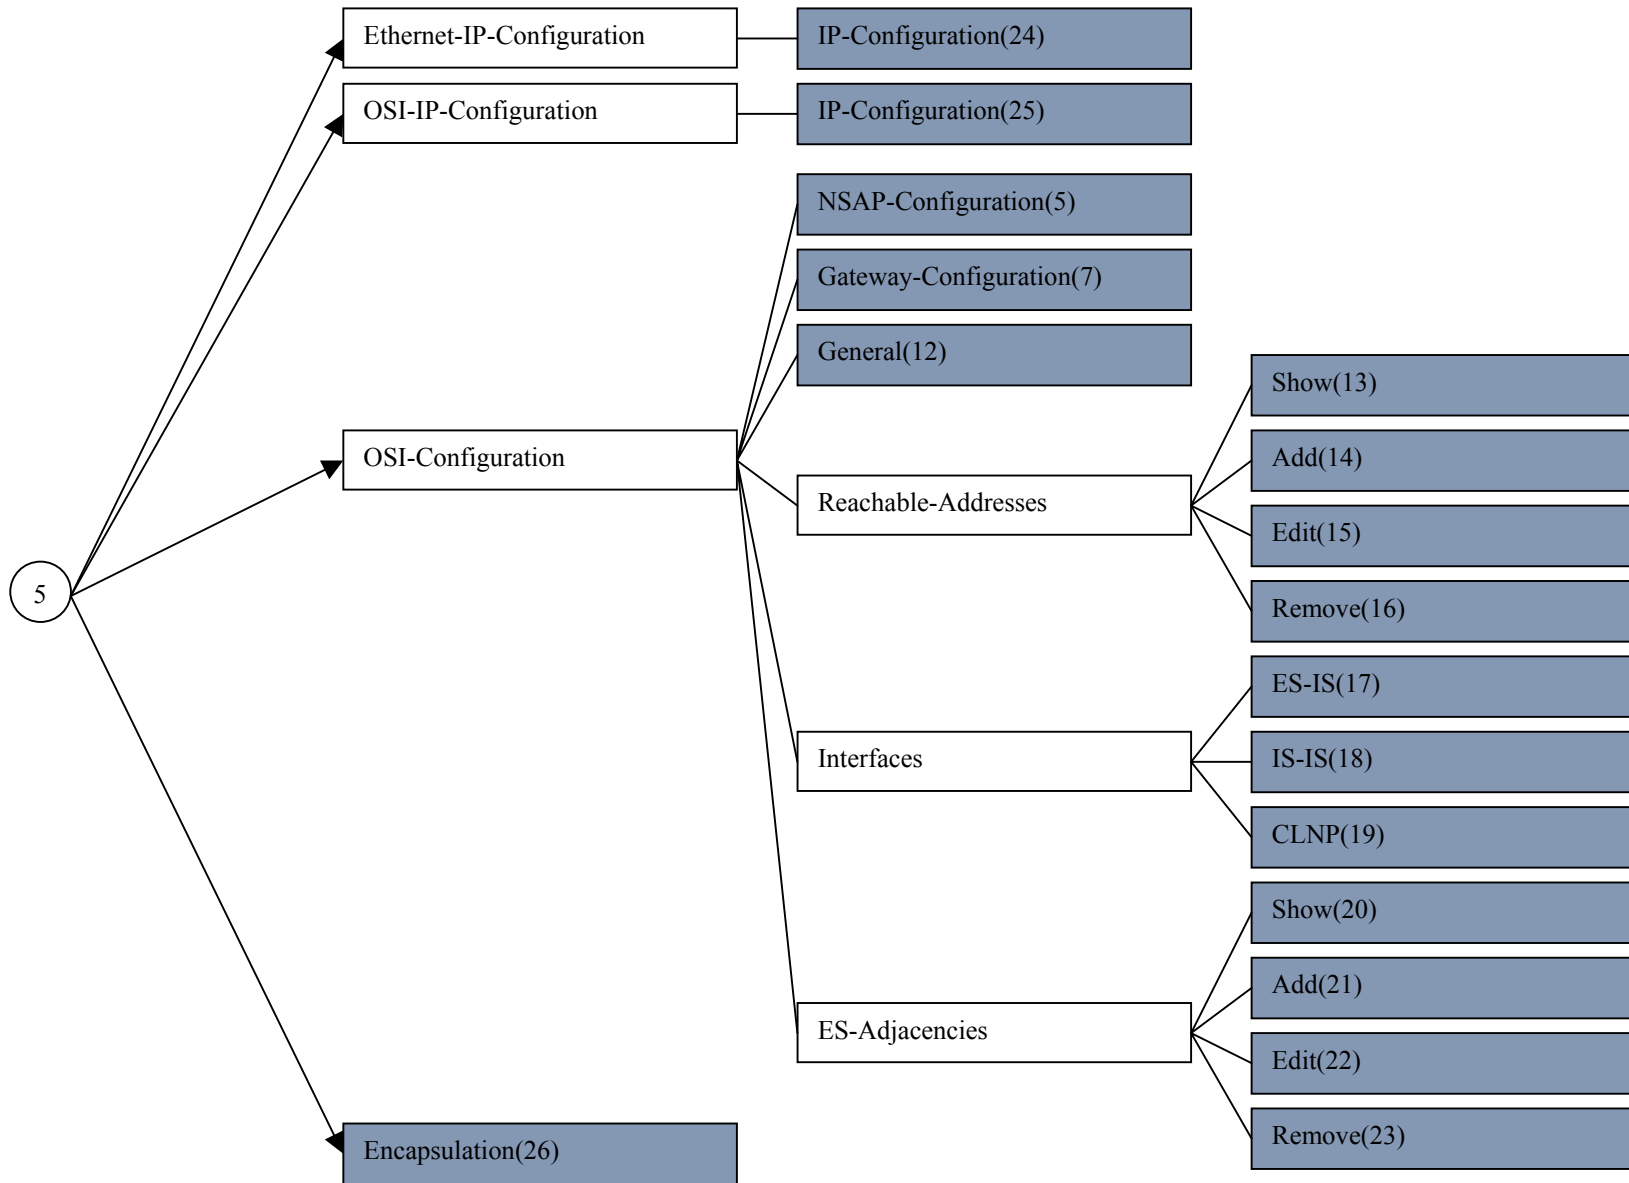 Ethernet-IP-Configuration
IP-Configuration(24)
OSI-IP-Configuration
IP-Configuration(25)
NSAP-Configuration(5)
Gateway-Configuration(7)
General(12)
Show(13)
OSI-Configuration
Add(14)
Reachable-Addresses
Edit(15)
5
Remove(16)
ES-IS(17)
Interfaces
IS-IS(18)
CLNP(19)
Show(20)
Add(21)
ES-Adjacencies
Edit(22)
Encapsulation(26)
Remove(23)